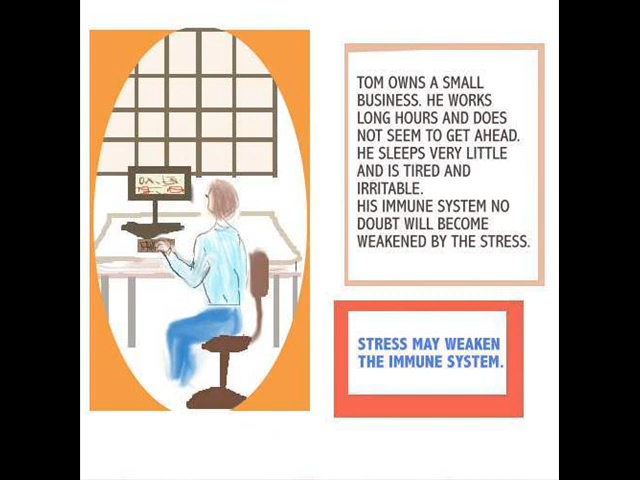 TOM OWNS A SMALL
BUSINESS. HE WORKS
LONG HOURS AND DOES
NOT SEEM TO GET AHEAD.
HE SLEEPS VERY LITTLE
AND IS TIRED AND
IRRITABLE.
HIS IMMUNE SYSTEM NO
DOUBT WILL BECOME
WEAKENED BY THE STRESS.
STRESS MAY WEAKEN
THE IMMUNE SYSTEM.